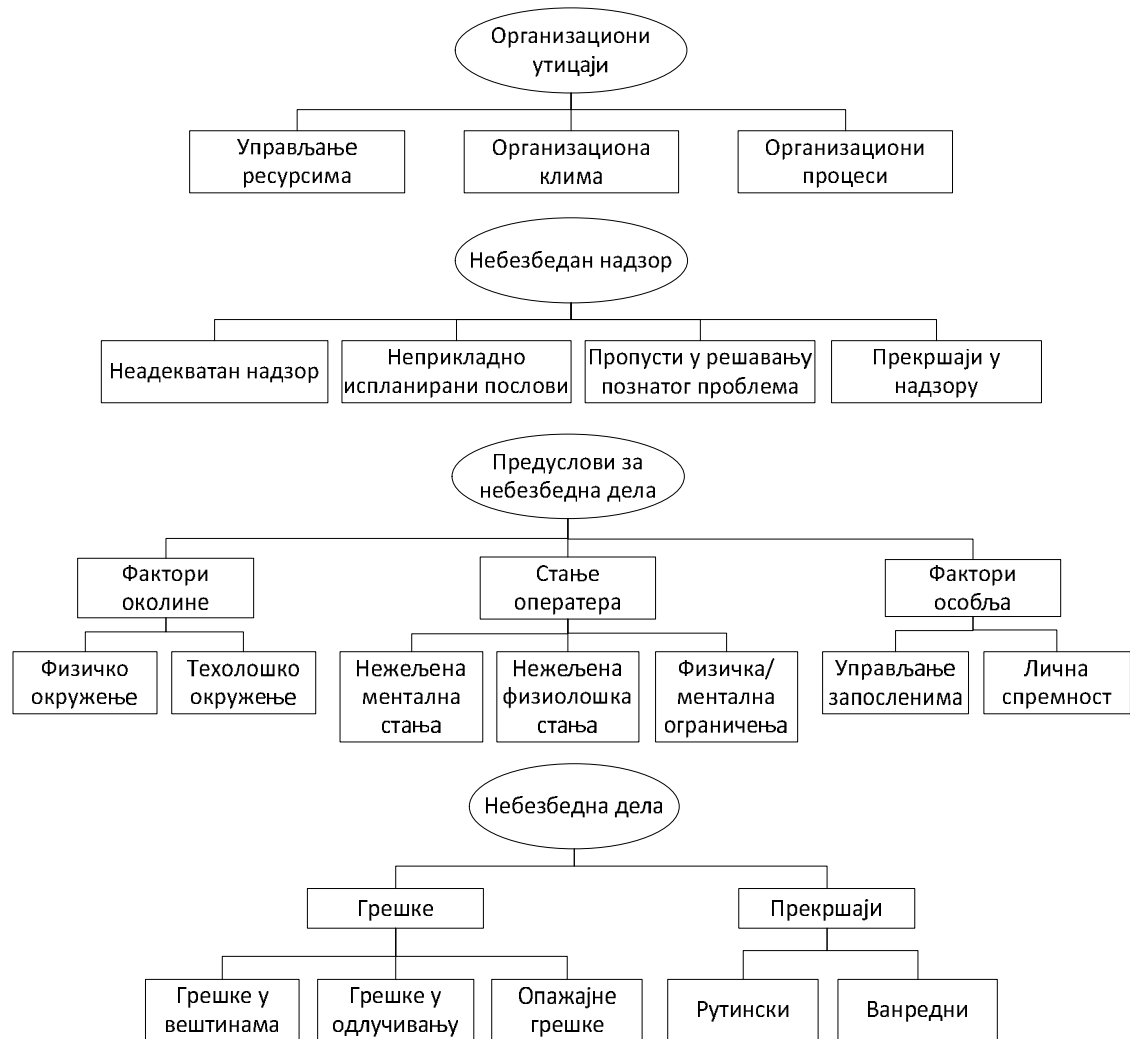 Организациони
утицаји
Управљање
ресурсима
Организациона
клима
Организациони
процеси
Небезбедан надзор
Неадекватан надзор
Неприкладно
испланирани послови
Пропусти у решавању
познатог проблема
Прекршаји у
надзору
Предуслови за
небезбедна дела
Фактори
околине
Стање
оператера
Фактори
особља
Физичко
окружење
Техолошко
окружење
Нежељена
ментална
стања
Нежељена
физиолошка
стања
Физичка/
ментална
ограничења
Управљање
запосленима
Лична
спремност
Небезбедна дела
Грешке
Прекршаји
Грешке у
вештинама
Грешке у
одлучивању
Опажајне
грешке
Рутински
Ванредни